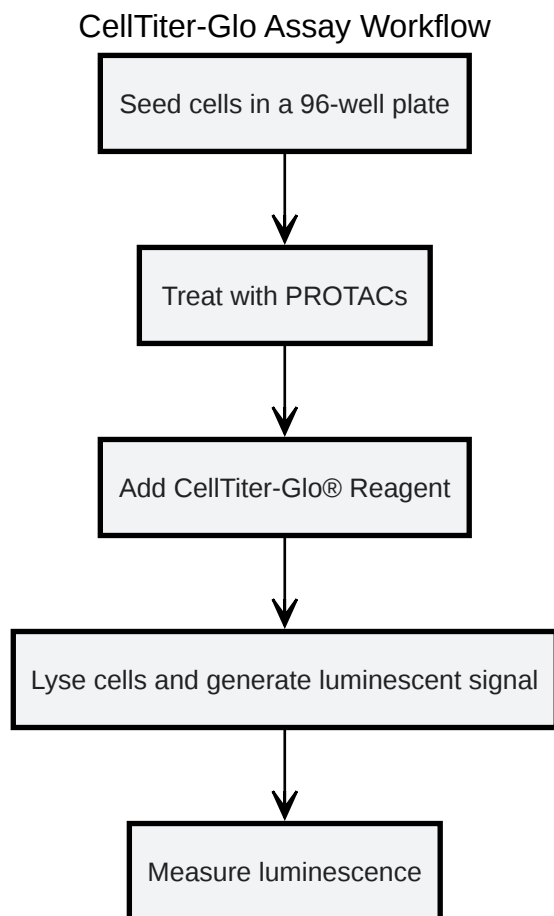 CellTiter-Glo Assay Workflow
Seed cells in a 96-well plate
Treat with PROTACs
Add CellTiter-Glo® Reagent
Lyse cells and generate luminescent signal
Measure luminescence